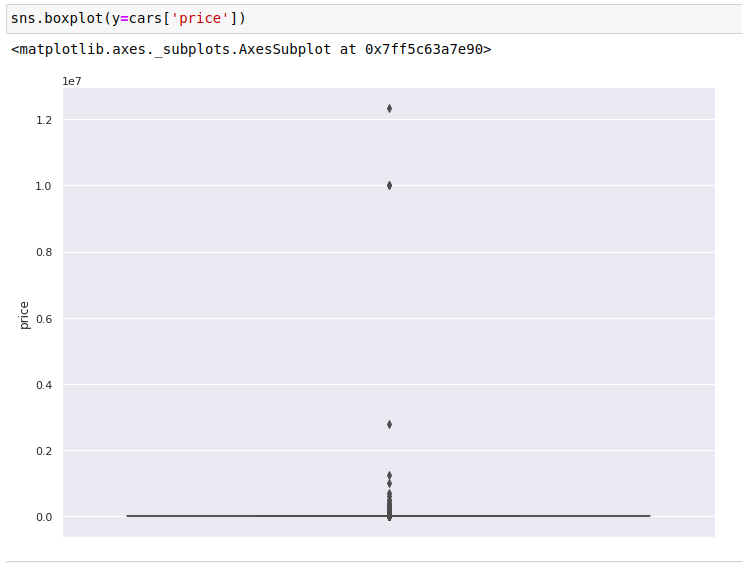 sns.boxplot(y=cars['price'])
<matplotlib.axes._subplots.AxesSubplot at 0x7ff5c63a7e90>
1e7
1.2
1.0
0.8
0.6
price
0.4
0.2
0.0